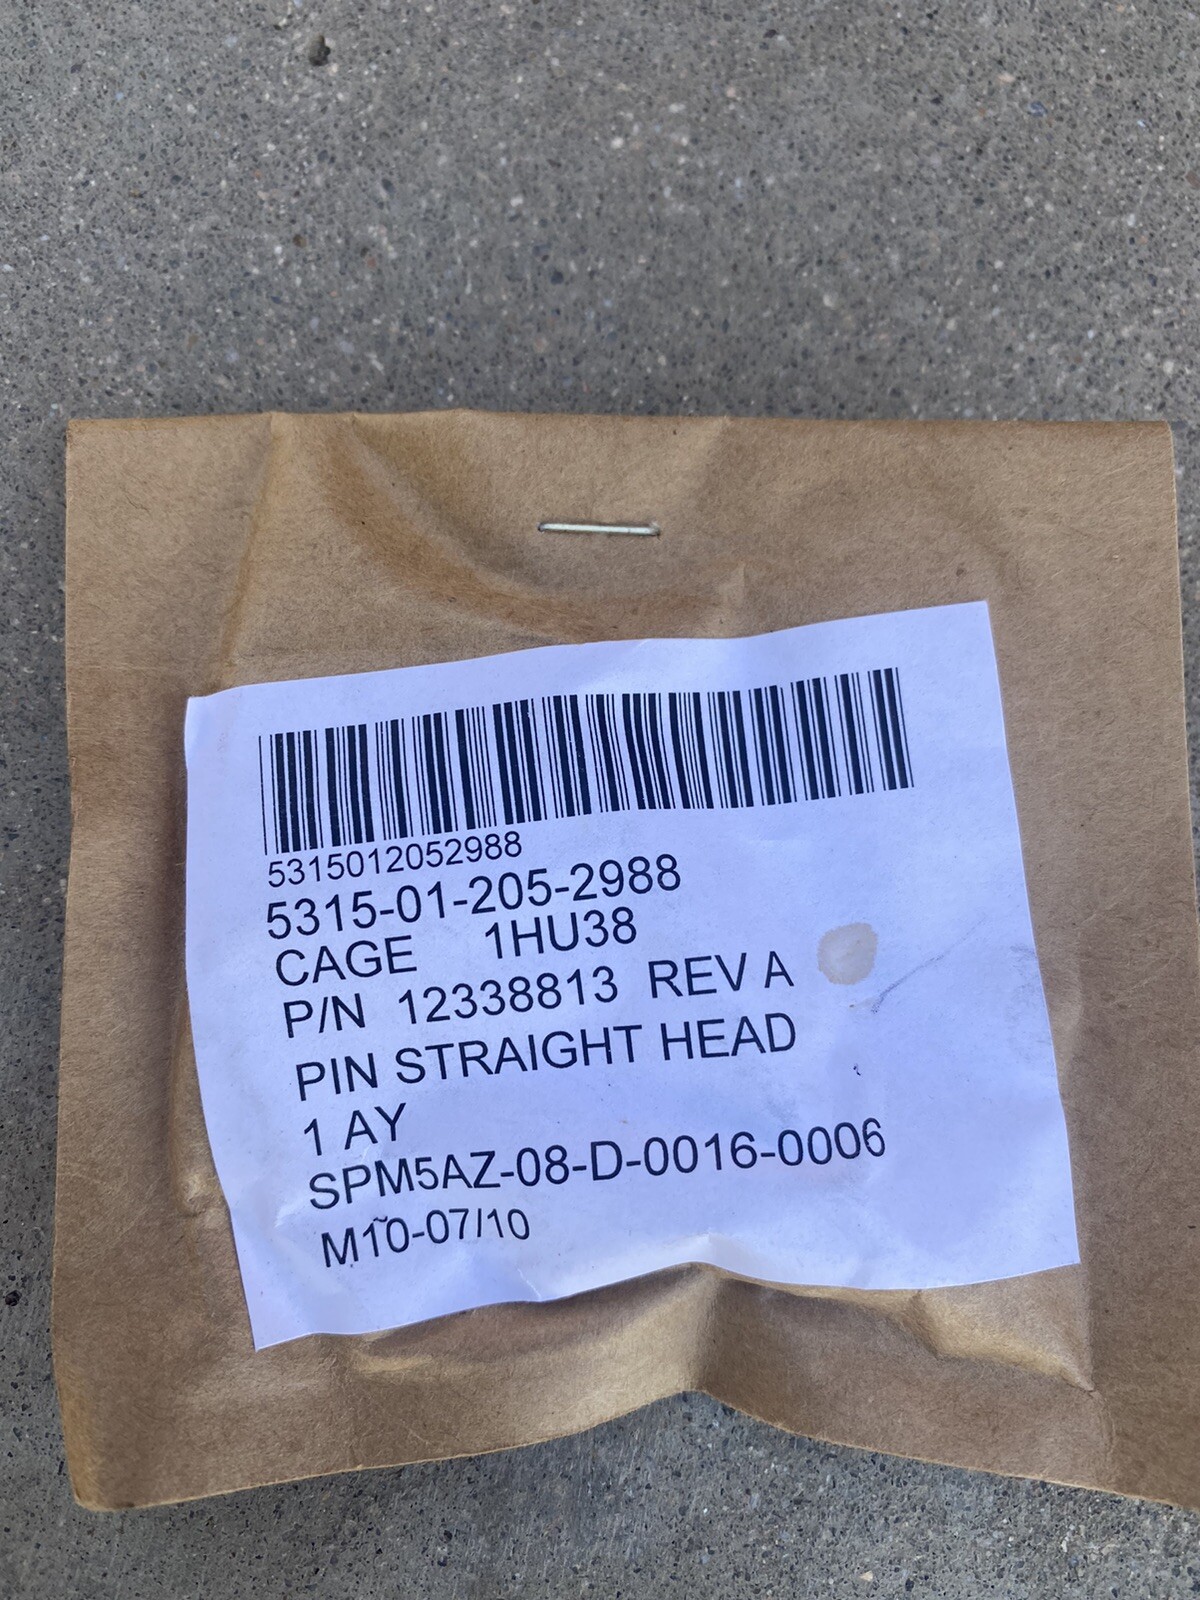 5315012052988
5315-01-205-2988
CAGE 1HU38
P/N 12338813 REV A
PIN STRAIGHT HEAD
1 AY
SPM5AZ-08-D-0016-0006
M10-07/10